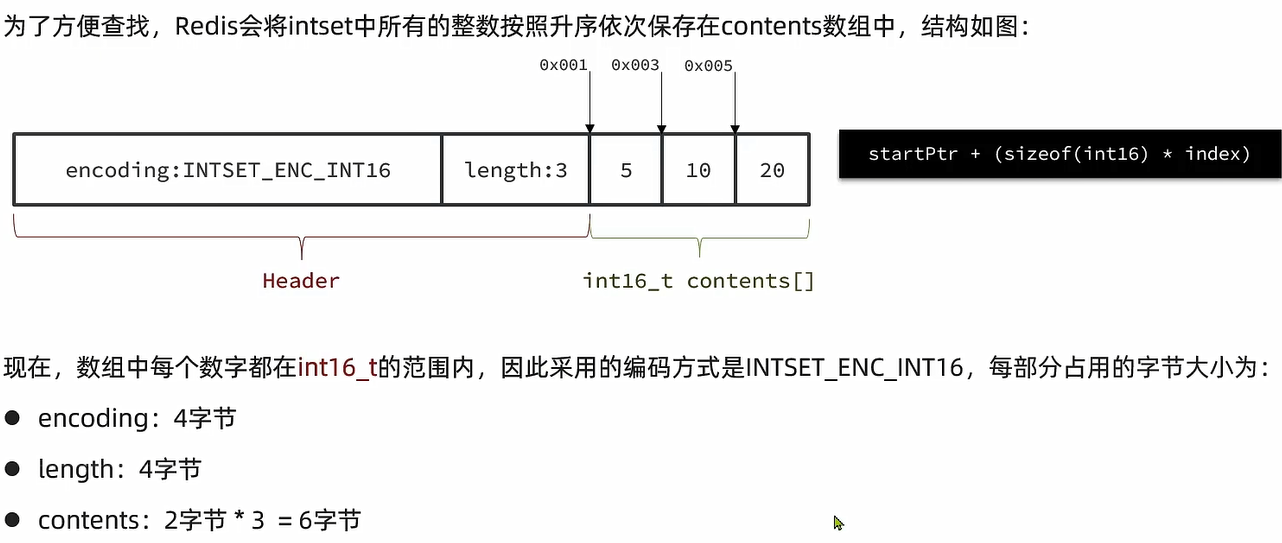 为了方便查找，Redis会将intset中所有的整数按照升序依次保存在contents数组中，结构如图：
0x001 0x003 0x005
encoding:INTSET_ENC_INT16 length:3 5 10 20
startPtr + (sizeof(int16) * index)
Header int16_t contents[]
现在，数组中每个数字都在int16_t的范围内，因此采用的编码方式是INTSET_ENC_INT16，每部分占用的字节大小为：
● encoding：4字节
● length：4字节
● contents：2字节 * 3 = 6字节